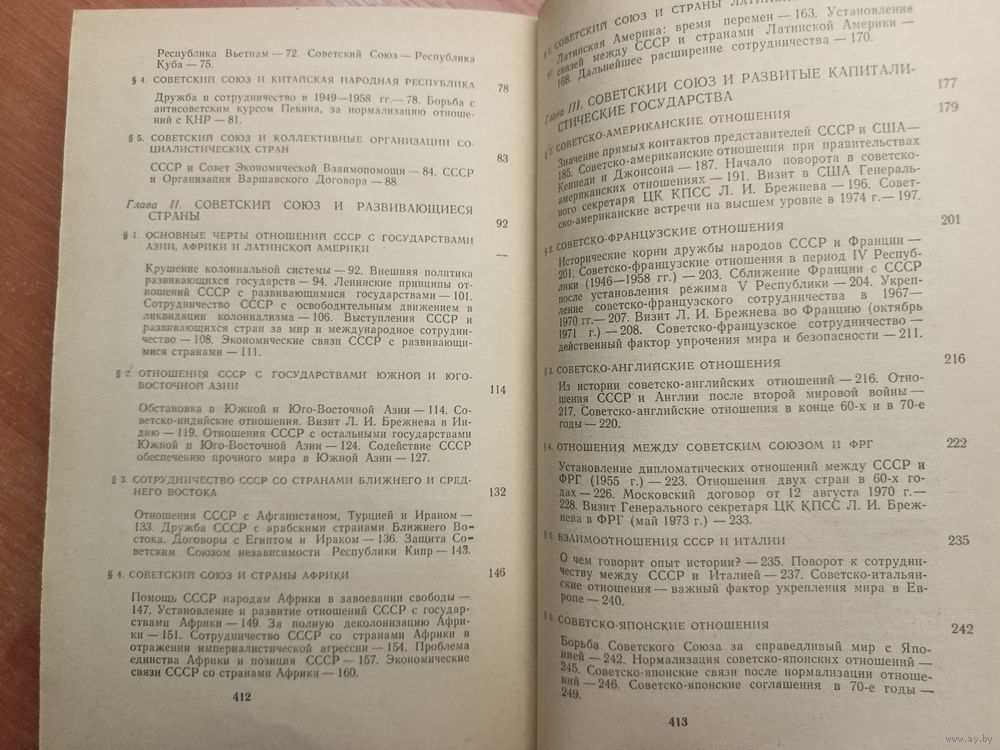 Республика Вьетнам — 72. Советский Союз — Республика
Куба — 75.
§ 4. СОВЕТСКИЙ СОЮЗ И КИТАЙСКАЯ НАРОДНАЯ РЕСПУБЛИКА 78
Дружба и сотрудничество в 1949—1958 гг.— 78. Борьба с
антисоветским курсом Пекина, за нормализацию отноше-
ний с КНР — 81.
§ 5. СОВЕТСКИЙ СОЮЗ И КОЛЛЕКТИВНЫЕ ОРГАНИЗАЦИИ СО-
ЦИАЛИСТИЧЕСКИХ СТРАН 83
СССР и Совет Экономической Взаимопомощи — 84. СССР
и Организация Варшавского Договора — 88.
Глава II. СОВЕТСКИЙ СОЮЗ И РАЗВИВАЮЩИЕСЯ
СТРАНЫ 92
§ 1. ОСНОВНЫЕ ЧЕРТЫ ОТНОШЕНИЙ СССР С ГОСУДАРСТВАМИ
АЗИИ, АФРИКИ И ЛАТИНСКОЙ АМЕРИКИ —
Крушение колониальной системы — 92. Внешняя политика
развивающихся государств — 94. Ленинские принципы от-
ношений СССР с развивающимися государствами — 101.
Сотрудничество СССР с освободительным движением в
ликвидации колониализма — 106. Выступления СССР и
развивающихся стран за мир и международное сотрудни-
чество — 108. Экономические связи СССР с развивающи-
мися странами — 111.
§ 2. ОТНОШЕНИЯ СССР С ГОСУДАРСТВАМИ ЮЖНОЙ И ЮГО-
ВОСТОЧНОЙ АЗИИ 114
Обстановка в Южной и Юго-Восточной Азии — 114. Со-
ветско-индийские отношения. Визит Л. И. Брежнева в Ин-
дию — 119. Отношения СССР с остальными государствами
Южной и Юго-Восточной Азии — 124. Содействие СССР
обеспечению прочного мира в Южной Азии — 127.
§ 3. СОТРУДНИЧЕСТВО СССР СО СТРАНАМИ БЛИЖНЕГО И СРЕД-
НЕГО ВОСТОКА 132
Отношения СССР с Афганистаном, Турцией и Ираном —
133. Дружба СССР с арабскими странами Ближнего Во-
стока. Договоры с Египтом и Ираком — 136. Защита Со-
ветским Союзом независимости Республики Кипр — 143.
§ 4. СОВЕТСКИЙ СОЮЗ И СТРАНЫ АФРИКИ 146
Помощь СССР народам Африки в завоевании свободы —
147. Установление и развитие отношений СССР с государ-
ствами Африки — 149. За полную деколонизацию Афри-
ки — 151. Сотрудничество СССР со странами Африки в
отражении империалистической агрессии — 154. Проблема
единства Африки и позиция СССР — 157. Экономические
связи СССР со странами Африки — 160.
412
§ 5. СОВЕТСКИЙ СОЮЗ И СТРАНЫ
Латинская Америка: время перемен — 163. Установление
связей между СССР и странами Латинской Америки —
168. Дальнейшее расширение сотрудничества — 170.
Глава III. СОВЕТСКИЙ СОЮЗ И РАЗВИТЫЕ КАПИТАЛИ-
СТИЧЕСКИЕ ГОСУДАРСТВА 177
§ 1. СОВЕТСКО-АМЕРИКАНСКИЕ ОТНОШЕНИЯ 179
Значение прямых контактов представителей СССР и США—
185. Советско-американские отношения при правительствах
Кеннеди и Джонсона — 187. Начало поворота в советско-
американских отношениях — 191. Визит в США Генераль-
ного секретаря ЦК КПСС Л. И. Брежнева — 196. Совет-
ско-американские встречи на высшем уровне в 1974 г.— 197.
§ 2. СОВЕТСКО-ФРАНЦУЗСКИЕ ОТНОШЕНИЯ 201
Исторические корни дружбы народов СССР и Франции —
201. Советско-французские отношения в период IV Респуб-
лики (1946—1958 гг.) — 203. Сближение Франции с СССР
после установления режима V Республики — 204. Укреп-
ление советско-французского сотрудничества в 1967—
1970 гг.— 207. Визит Л. И. Брежнева во Францию (октябрь
1971 г.) — 208. Советско-французское сотрудничество —
действенный фактор упрочения мира и безопасности — 211.
§ 3. СОВЕТСКО-АНГЛИЙСКИЕ ОТНОШЕНИЯ 216
Из истории советско-английских отношений — 216. Отно-
шения СССР и Англии после второй мировой войны —
217. Советско-английские отношения в конце 60-х и в 70-е
годы — 220.
§ 4. ОТНОШЕНИЯ МЕЖДУ СОВЕТСКИМ СОЮЗОМ И ФРГ 222
Установление дипломатических отношений между СССР и
ФРГ (1955 г.) — 223. Отношения двух стран в 60-х го-
дах — 226. Московский договор от 12 августа 1970 г.—
228. Визит Генерального секретаря ЦК КПСС Л. И. Бреж-
нева в ФРГ (май 1973 г.) — 233.
§ 5. ВЗАИМООТНОШЕНИЯ СССР И ИТАЛИИ 235
О чем говорит опыт истории? — 235. Поворот к сотрудни-
честву между СССР и Италией — 237. Советско-итальян-
ские отношения — важный фактор укрепления мира в Ев-
ропе — 240.
§ 6. СОВЕТСКО-ЯПОНСКИЕ ОТНОШЕНИЯ 242
Борьба Советского Союза за справедливый мир с Япо-
нией — 242. Нормализация советско-японских отношений —
245. Советско-японские связи после нормализации отноше-
ний — 246. Советско-японские соглашения в 70-е годы —
249.
413
www.ay.by